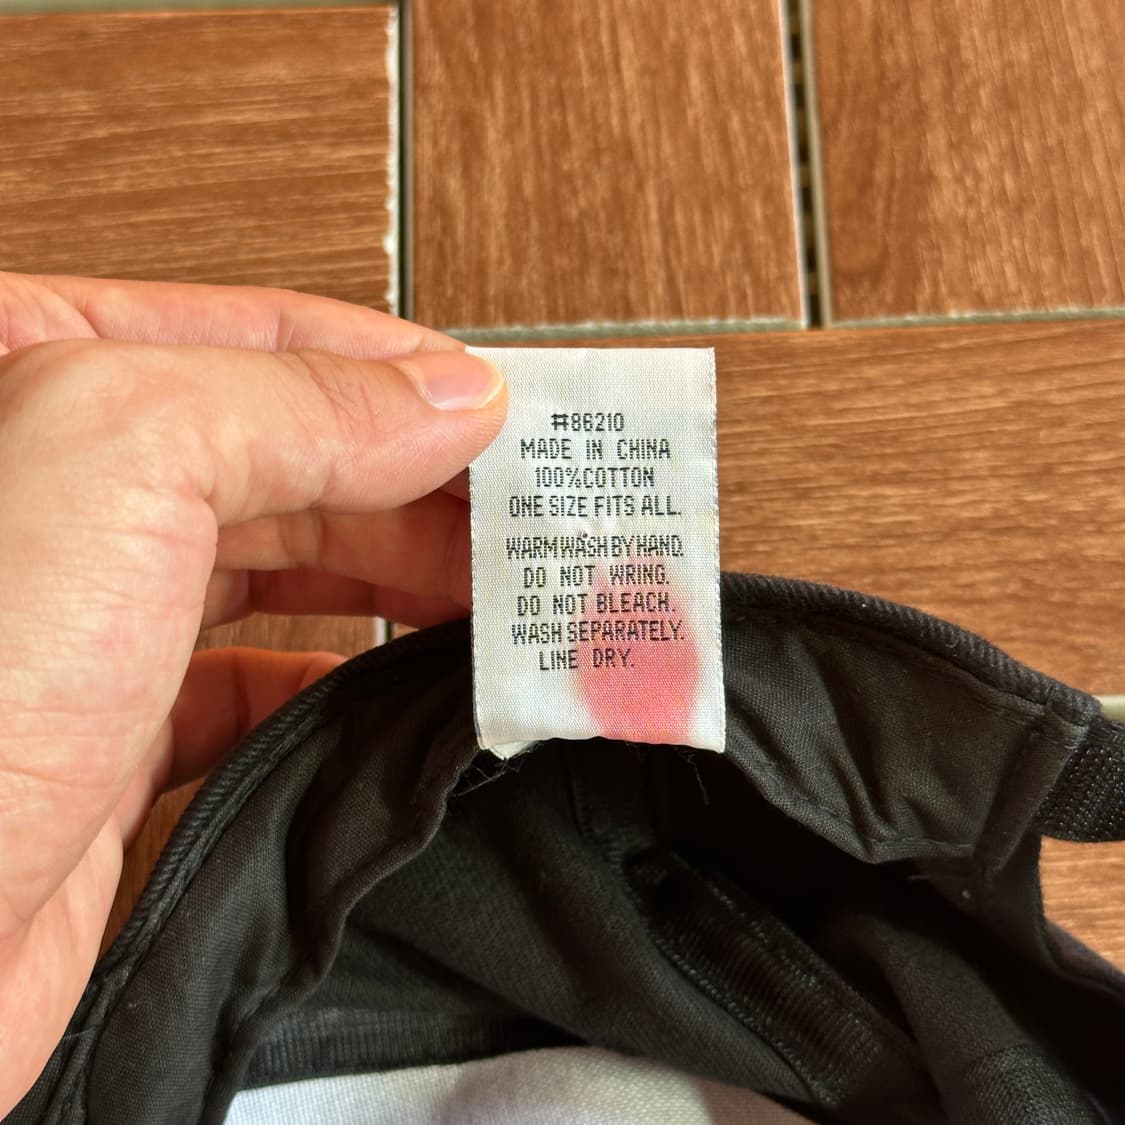 #86210
MADE IN CHINA
100%COTTON
ONE SIZE FITS ALL.
WARM WASH BY HAND.
DO NOT WRING.
DO NOT BLEACH.
WASH SEPARATELY.
LINE DRY.